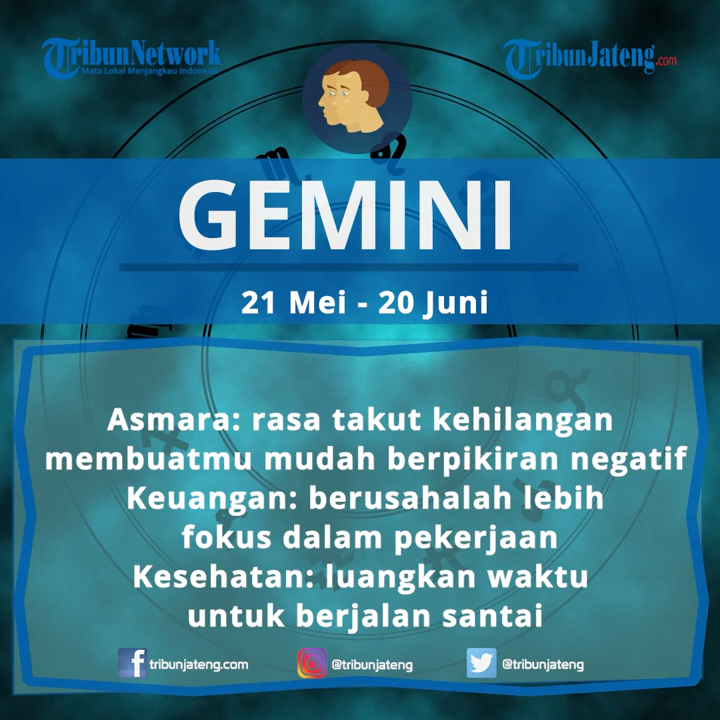 TribunNetwork
Mata Lokal Menjangkau Indonesia
TribunJateng.com
GEMINI
21 Mei - 20 Juni
Asmara: rasa takut kehilangan
membuatmu mudah berpikiran negatif
Keuangan: berusahalah lebih
fokus dalam pekerjaan
Kesehatan: luangkan waktu
untuk berjalan santai
tribunjateng.com
@tribunjateng
@tribunjateng